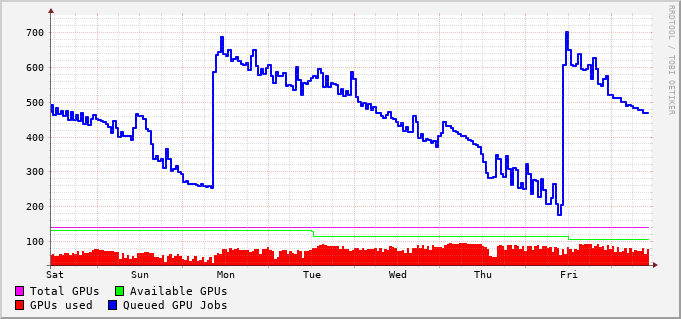 700
600
500
400
300
200
100
Sat Sun Mon Tue Wed Thu Fri
Total GPUs Available GPUs
GPUs used Queued GPU Jobs
RRDTOOL / TOBI OETIKER